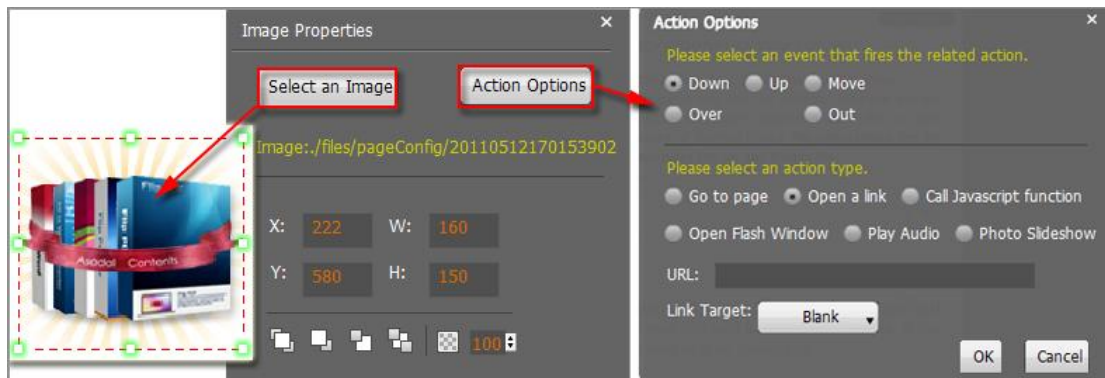 Image Properties
×
Select an Image
Action Options
Image:./files/pageConfig/20110512170153902
X: 222 W: 160
Y: 580 H: 150
100
Asadal Contents
Action Options
×
Please select an event that fires the related action.
Down Up Move
Over Out
Please select an action type.
Go to page Open a link Call Javascript function
Open Flash Window Play Audio Photo Slideshow
URL:
Link Target: Blank
OK Cancel